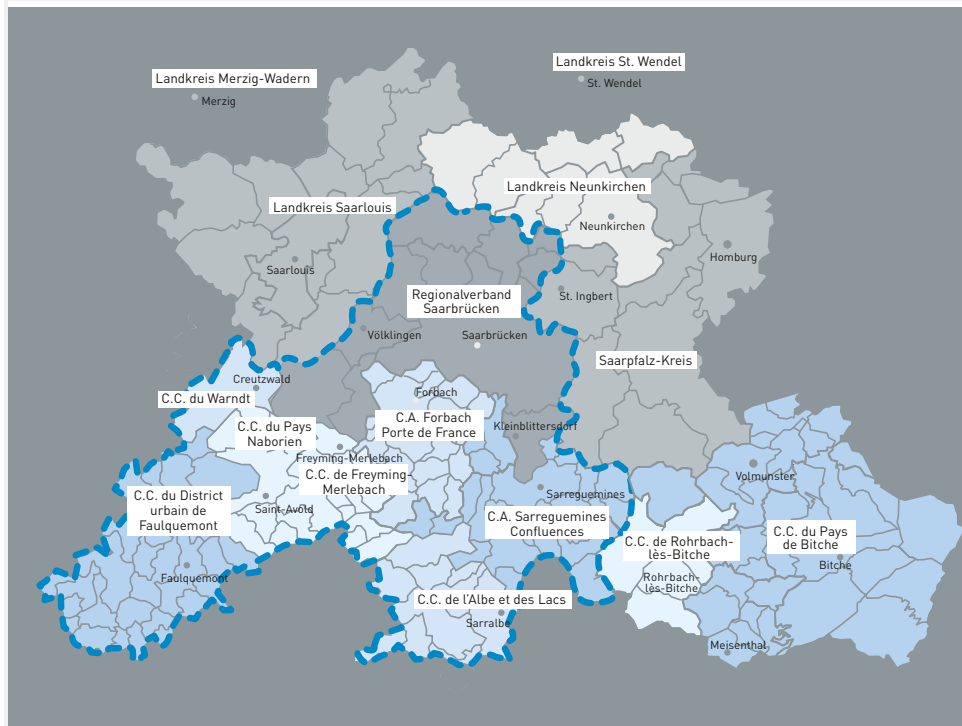 Landkreis St. Wendel
St. Wendel
Landkreis Merzig-Wadern
Merzig
Landkreis Neunkirchen
Neunkirchen
Landkreis Saarlouis
Saarlouis
Homburg
Regionalverband
Saarbrücken
St. Ingbert
Völklingen
Saarbrücken
Saarpfalz-Kreis
Creutzwald
C.C. du Warndt
Forbach
C.A. Forbach
Porte de France
C.C. du Pays
Naborien
Kleinblittersdorf
Freyming-Merlebach
C.C. de Freyming
Merlebach
Volmunster
C.C. du District
urbain de
Faulquemont
Saint-Avold
Sarreguemines
C.A. Sarreguemines
Confluences
C.C. de Rohrbach-
lès-Bitche
C.C. du Pays
de Bitche
Bitche
Faulquemont
Rohrbach-
lès-Bitche
C.C. de l'Albe et des Lacs
Sarralbe
Meisenthal